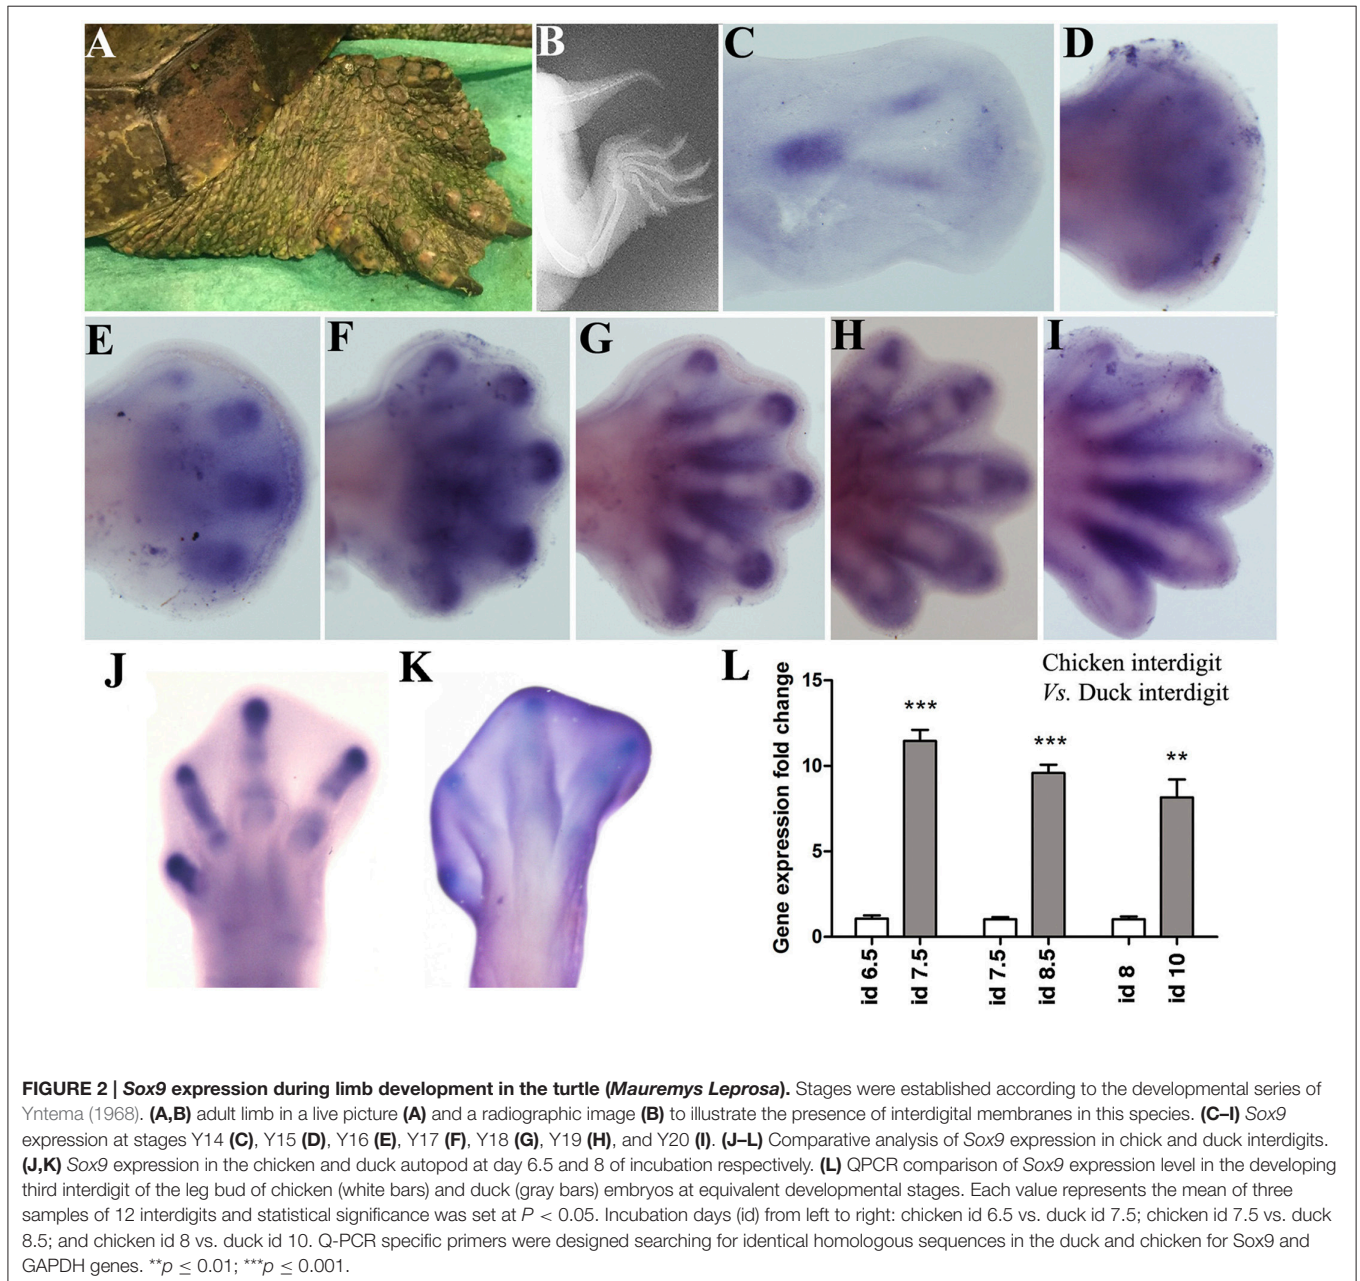 A
B
C
D
E
F
G
H
I
J
K
L
Chicken interdigit
Vs. Duck interdigit
Gene expression fold change
15
10
5
0
***
***
**
id 6.5
id 7.5
id 7.5
id 8.5
id 8
id 10
FIGURE 2 | Sox9 expression during limb development in the turtle (Mauremys Leprosa). Stages were established according to the developmental series of
Yntema (1968). (A,B) adult limb in a live picture (A) and a radiographic image (B) to illustrate the presence of interdigital membranes in this species. (C–I) Sox9
expression at stages Y14 (C), Y15 (D), Y16 (E), Y17 (F), Y18 (G), Y19 (H), and Y20 (I). (J–L) Comparative analysis of Sox9 expression in chick and duck interdigits.
(J,K) Sox9 expression in the chicken and duck autopod at day 6.5 and 8 of incubation respectively. (L) QPCR comparison of Sox9 expression level in the developing
third interdigit of the leg bud of chicken (white bars) and duck (gray bars) embryos at equivalent developmental stages. Each value represents the mean of three
samples of 12 interdigits and statistical significance was set at P < 0.05. Incubation days (id) from left to right: chicken id 6.5 vs. duck id 7.5; chicken id 7.5 vs. duck
8.5; and chicken id 8 vs. duck id 10. Q-PCR specific primers were designed searching for identical homologous sequences in the duck and chicken for Sox9 and
GAPDH genes. **p ≤ 0.01; ***p ≤ 0.001.